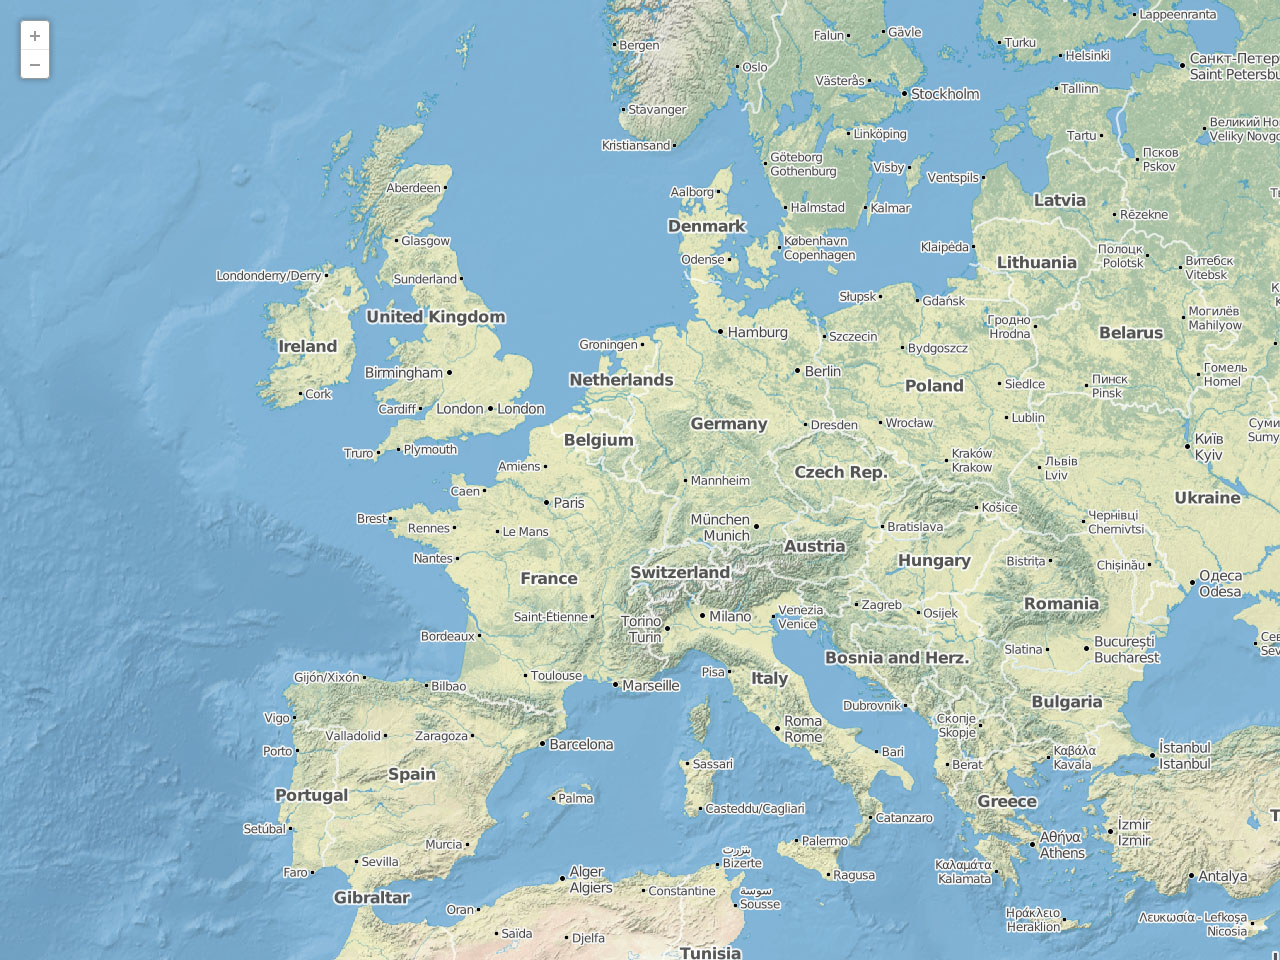 +
−
Lappeenranta
Gävle
Falun
Bergen
Turku
Helsinki
Санкт-Петер
Saint Petersbu
Oslo
Västerås
Stockholm
Tallinn
Stavanger
Великий Но
Veliky Novgo
Linköping
Tartu
Kristiansand
Псков
Pskov
Göteborg
Gothenburg
Visby
Ventspils
Aberdeen
Aalborg
Latvia
Halmstad
Kalmar
Rēzekne
Denmark
Glasgow
København
Copenhagen
Klaipėda
Полоцк
Polotsk
Lithuania
Витебск
Vitebsk
Odense
Londonderry/Derry
Sunderland
Słupsk
Gdańsk
Могилёв
Mahilyow
United Kingdom
Гродно
Hrodna
Belarus
Hamburg
Szczecin
Ireland
Groningen
Bydgoszcz
Birmingham
Berlin
Гомель
Homel
Netherlands
Poland
Siedlce
Пинск
Pinsk
Cork
Cardiff
London
London
Lublin
Germany
Dresden
Wrocław
Суми
Sumy
Belgium
Київ
Kyiv
Truro
Plymouth
Kraków
Krakow
Львів
Lviv
Amiens
Czech Rep.
Mannheim
Caen
Ukraine
Paris
Košice
Brest
Rennes
Le Mans
München
Munich
Bratislava
Чернівці
Chernivtsi
Austria
Nantes
Hungary
Bistrița
Chișinău
Switzerland
France
Одеса
Odesa
Romania
Zagreb
Saint-Étienne
Milano
Venezia
Venice
Osijek
Torino
Turin
Bordeaux
București
Bucharest
Сев
Sev
Slatina
Bosnia and Herz.
Gijón/Xixón
Bilbao
Toulouse
Marseille
Pisa
Italy
Bulgaria
Dubrovnik
Vigo
Скопје
Skopje
Roma
Rome
Valladolid
Zaragoza
Barcelona
Porto
Bari
Καβάλα
Kavala
İstanbul
Istanbul
Spain
Sassari
Berat
Portugal
Palma
Greece
Casteddu/Cagliari
Catanzaro
Setúbal
İzmir
Izmir
Murcia
Palermo
Αθήνα
Athens
بنزرت
Bizerte
Sevilla
Faro
Alger
Algiers
Ragusa
Καλαμάτα
Kalamata
Antalya
Gibraltar
Constantine
سوسة
Sousse
Oran
Ηράκλειο
Heraklion
Λευκωσία - Lefkoşa
Nicosia
Saïda
Djelfa
Tunisia